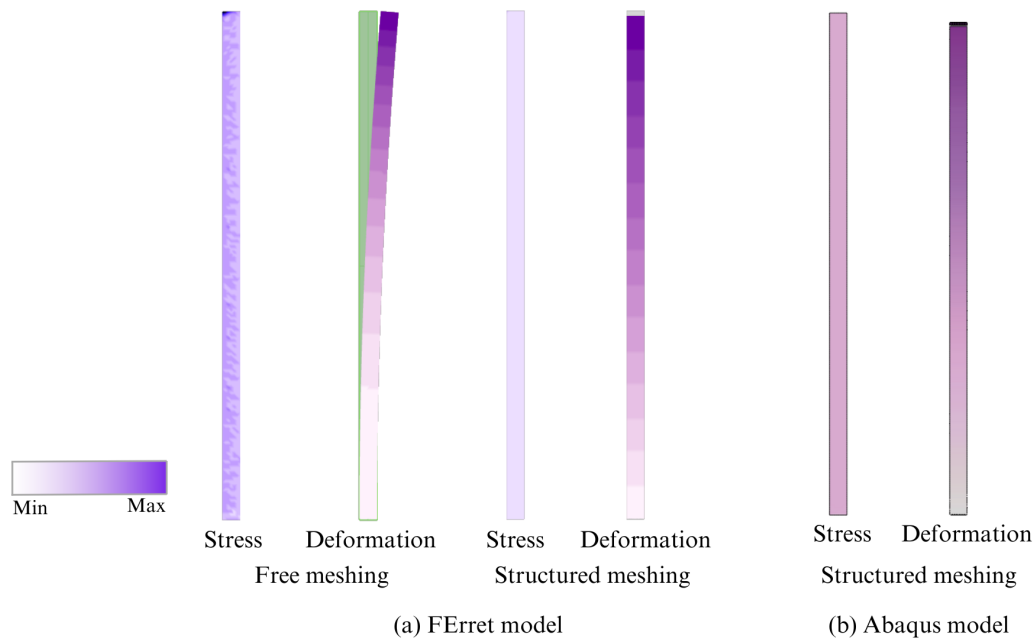 Min
Max
Stress
Deformation
Stress
Deformation
Stress
Deformation
Free meshing
Structured meshing
Structured meshing
(a) FErret model
(b) Abaqus model